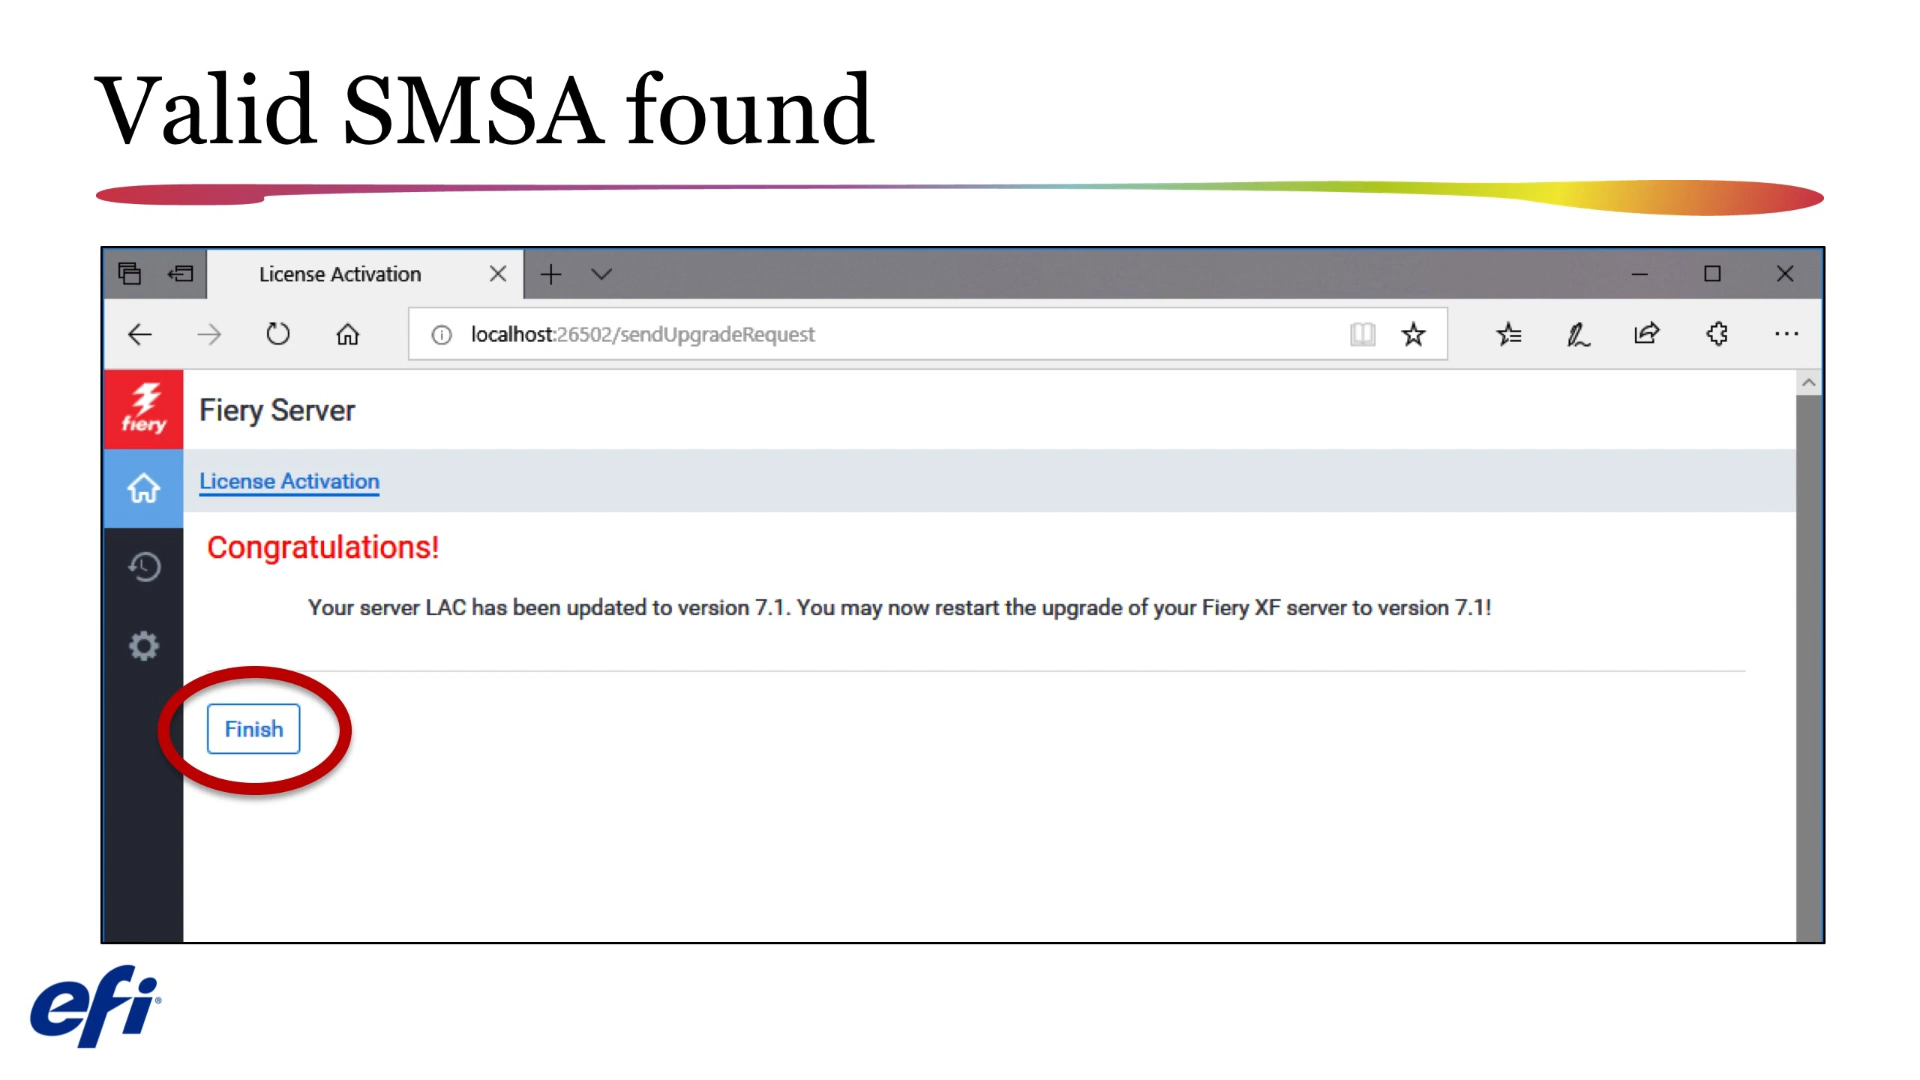 Valid SMSA found
License Activation
localhost:26502/sendUpgradeRequest
fiery
Fiery Server
License Activation
Congratulations!
Your server LAC has been updated to version 7.1. You may now restart the upgrade of your Fiery XF server to version 7.1!
Finish
efi®